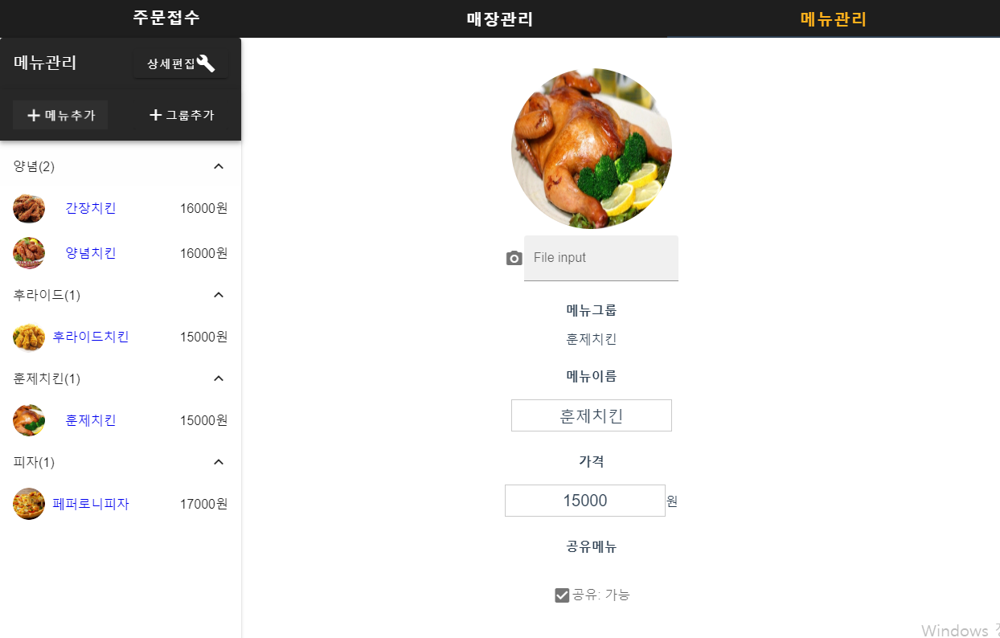 주문접수
매장관리
메뉴관리
메뉴관리
상세편집
메뉴추가
그룹추가
양념(2)
간장치킨 16000원
양념치킨 16000원
후라이드(1)
후라이드치킨 15000원
훈제치킨(1)
훈제치킨 15000원
피자(1)
페퍼로니피자 17000원
File input
메뉴그룹
훈제치킨
메뉴이름
훈제치킨
가격
15000 원
공유메뉴
공유: 가능
Windows